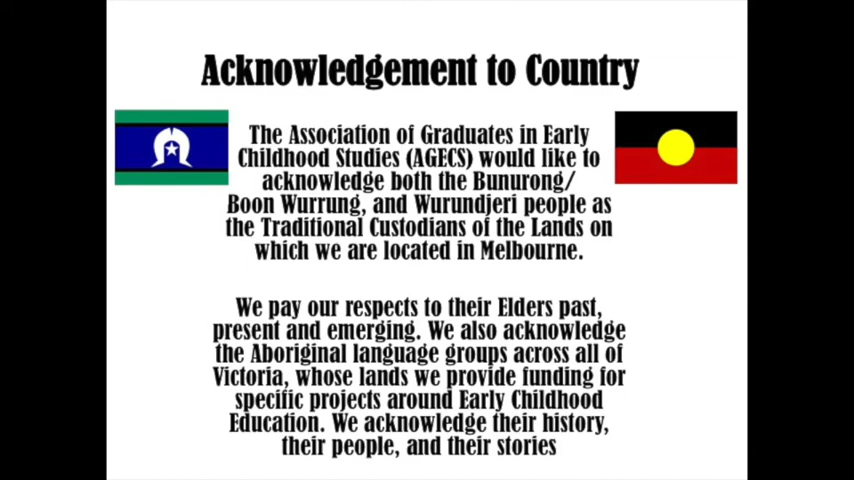 Acknowledgement to Country
The Association of Graduates in Early
Childhood Studies (AGECS) would like to
acknowledge both the Bunurong/
Boon Wurrung, and Wurundjeri people as
the Traditional Custodians of the Lands on
which we are located in Melbourne.
We pay our respects to their Elders past,
present and emerging. We also acknowledge
the Aboriginal language groups across all of
Victoria, whose lands we provide funding for
specific projects around Early Childhood
Education. We acknowledge their history,
their people, and their stories